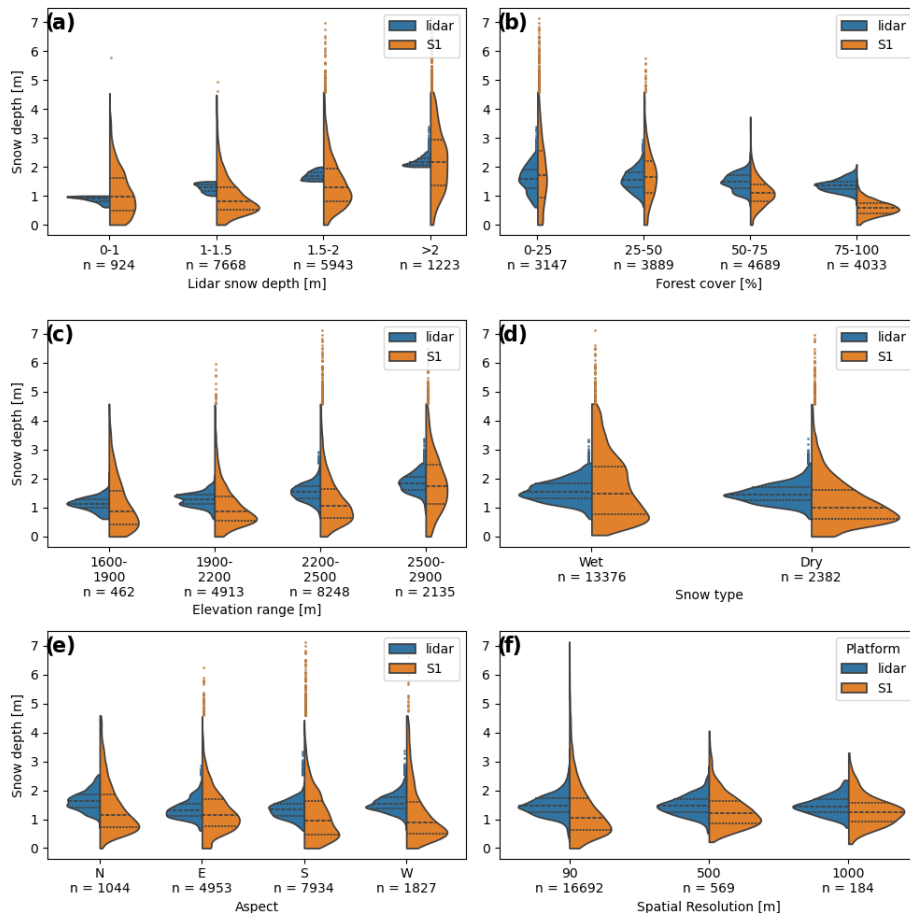 (a)
lidar
S1
Snow depth [m]
7
6
5
4
3
2
1
0
0-1
n = 924
1-1.5
n = 7668
1.5-2
n = 5943
>2
n = 1223
Lidar snow depth [m]
(b)
lidar
S1
7
6
5
4
3
2
1
0
0-25
n = 3147
25-50
n = 3889
50-75
n = 4689
75-100
n = 4033
Forest cover [%]
(c)
lidar
S1
Snow depth [m]
7
6
5
4
3
2
1
0
1600-
1900
n = 462
1900-
2200
n = 4913
2200-
2500
n = 8248
2500-
2900
n = 2135
Elevation range [m]
(d)
lidar
S1
7
6
5
4
3
2
1
0
Wet
n = 13376
Dry
n = 2382
Snow type
(e)
lidar
S1
Snow depth [m]
7
6
5
4
3
2
1
0
N
n = 1044
E
n = 4953
S
n = 7934
W
n = 1827
Aspect
(f)
Platform
lidar
S1
7
6
5
4
3
2
1
0
90
n = 16692
500
n = 569
1000
n = 184
Spatial Resolution [m]